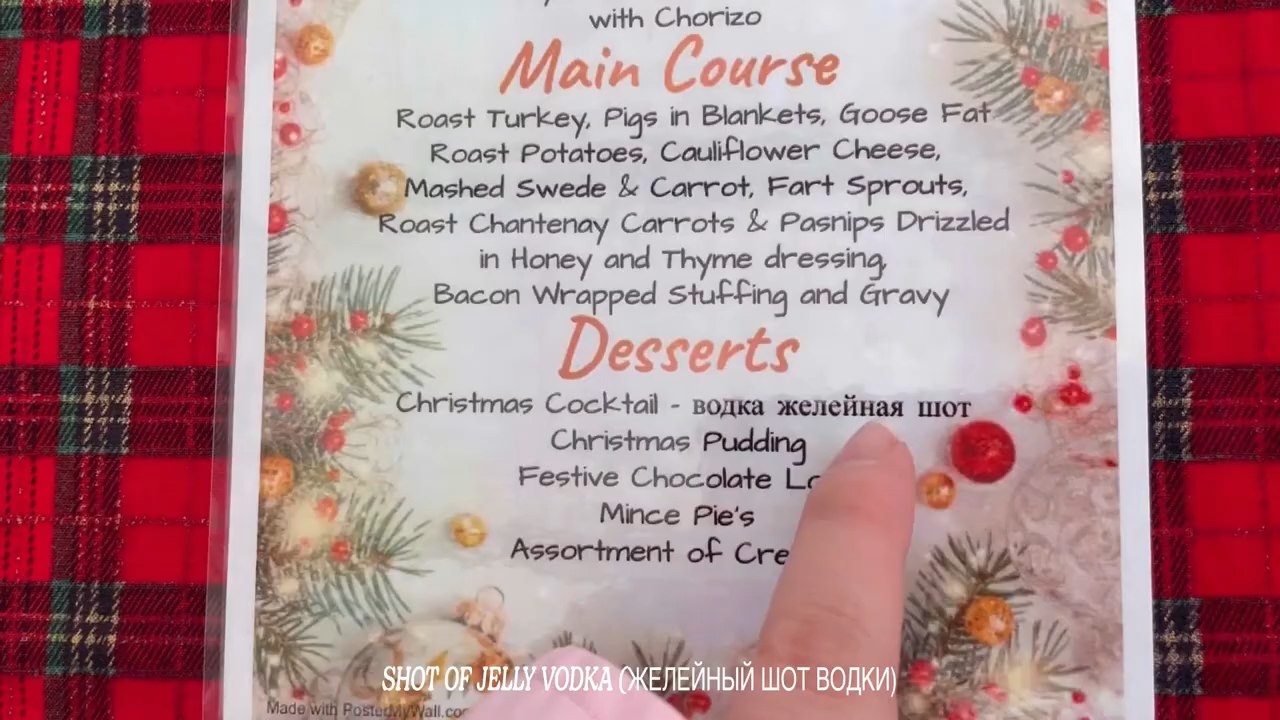 with Chorizo
Main Course
Roast Turkey, Pigs in Blankets, Goose Fat
Roast Potatoes, Cauliflower Cheese,
Mashed Swede & Carrot, Fart Sprouts,
Roast Chantenay Carrots & Pasnips Drizzled
in Honey and Thyme dressing,
Bacon Wrapped Stuffing and Gravy
Desserts
Christmas Cocktail - водка желейная шот
Christmas Pudding
Festive Chocolate
Mince Pie's
Assortment of
SHOT OF JELLY VODKA (ЖЕЛЕЙНЫЙ ШОТ ВОДКИ)
Made with PosterMyWall.com